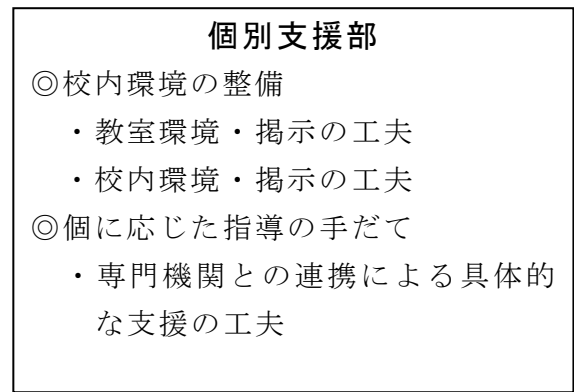 個別支援部
◎校内環境の整備
・教室環境・掲示の工夫
・校内環境・掲示の工夫
◎個に応じた指導の手だて
・専門機関との連携による具体的
な支援の工夫